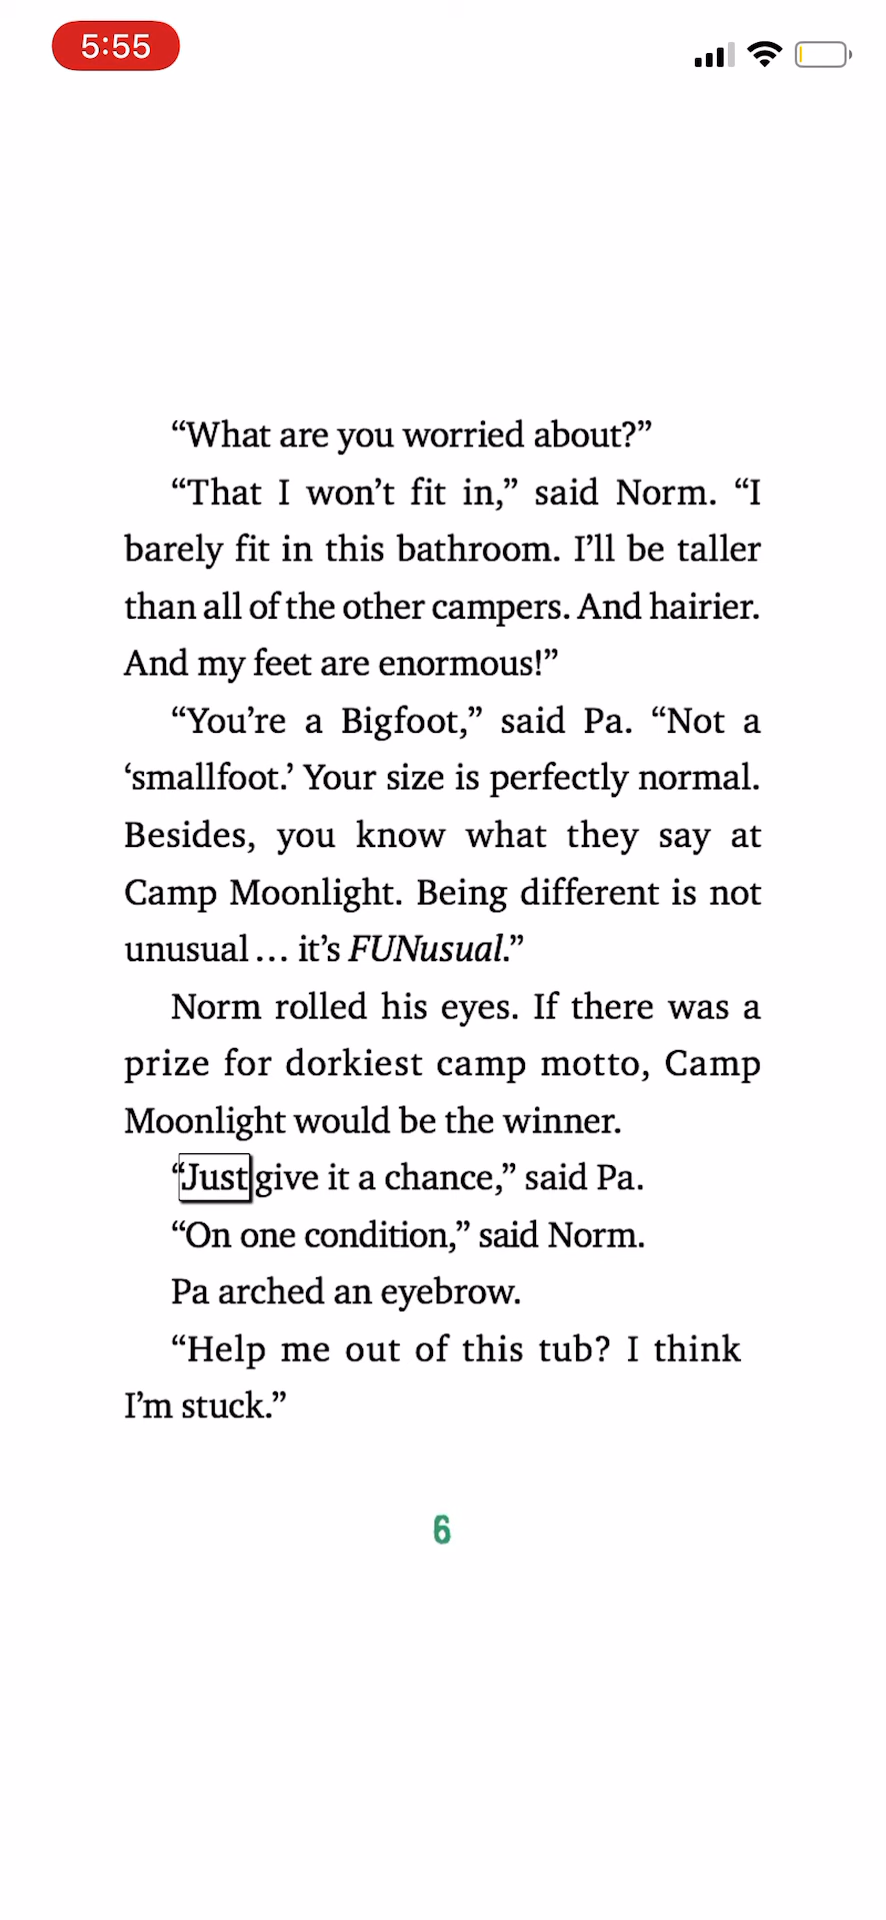 5:55
“What are you worried about?”
“That I won’t fit in,” said Norm. “I
barely fit in this bathroom. I’ll be taller
than all of the other campers. And hairier.
And my feet are enormous!”
“You’re a Bigfoot,” said Pa. “Not a
‘smallfoot.’ Your size is perfectly normal.
Besides, you know what they say at
Camp Moonlight. Being different is not
unusual ... it’s FUNusual.”
Norm rolled his eyes. If there was a
prize for dorkiest camp motto, Camp
Moonlight would be the winner.
“Just give it a chance,” said Pa.
“On one condition,” said Norm.
Pa arched an eyebrow.
“Help me out of this tub? I think
I’m stuck.”
6